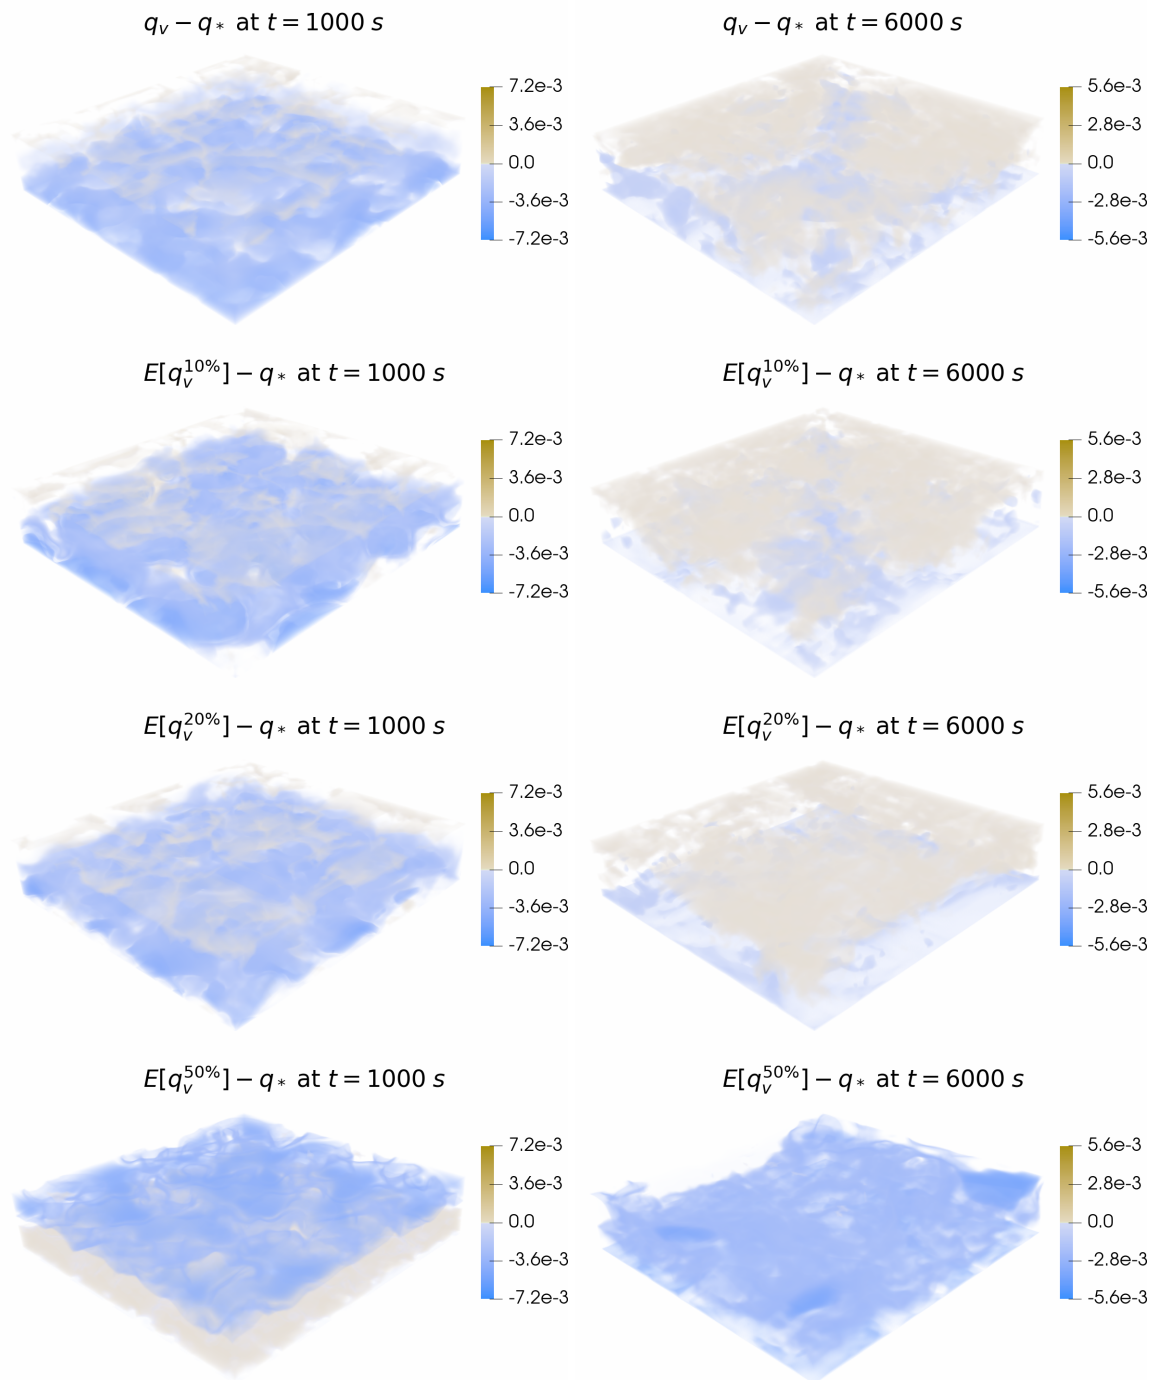 $q_v - q_*$ at $t = 1000\ s$
7.2e-3
3.6e-3
0.0
-3.6e-3
-7.2e-3
$q_v - q_*$ at $t = 6000\ s$
5.6e-3
2.8e-3
0.0
-2.8e-3
-5.6e-3
$E[q_v^{10\%}] - q_*$ at $t = 1000\ s$
7.2e-3
3.6e-3
0.0
-3.6e-3
-7.2e-3
$E[q_v^{10\%}] - q_*$ at $t = 6000\ s$
5.6e-3
2.8e-3
0.0
-2.8e-3
-5.6e-3
$E[q_v^{20\%}] - q_*$ at $t = 1000\ s$
7.2e-3
3.6e-3
0.0
-3.6e-3
-7.2e-3
$E[q_v^{20\%}] - q_*$ at $t = 6000\ s$
5.6e-3
2.8e-3
0.0
-2.8e-3
-5.6e-3
$E[q_v^{50\%}] - q_*$ at $t = 1000\ s$
7.2e-3
3.6e-3
0.0
-3.6e-3
-7.2e-3
$E[q_v^{50\%}] - q_*$ at $t = 6000\ s$
5.6e-3
2.8e-3
0.0
-2.8e-3
-5.6e-3